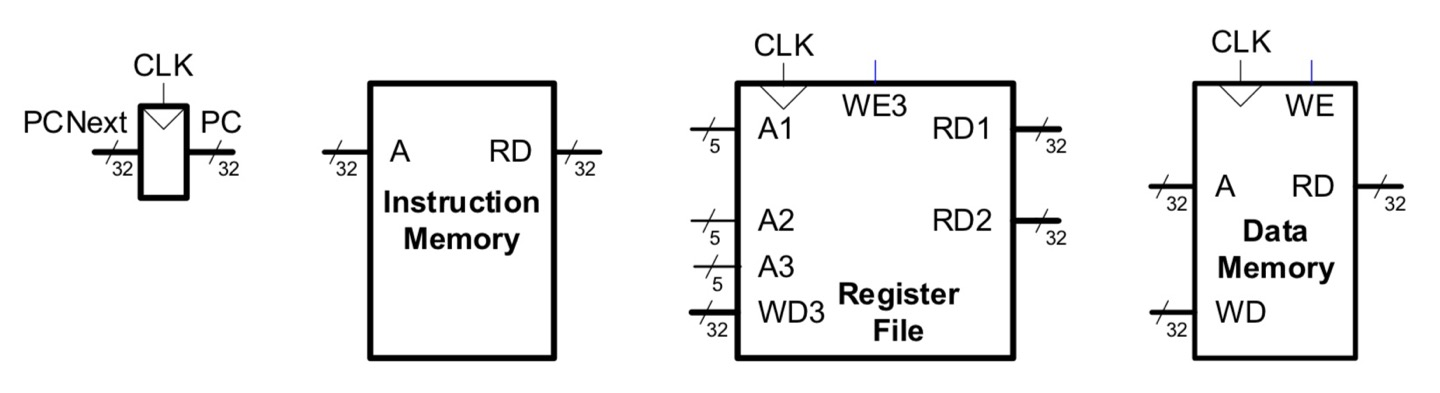 CLK
PCNext
PC
32
32
A
RD
32
32
Instruction
Memory
CLK
WE3
A1
RD1
5
32
A2
RD2
5
32
A3
5
WD3
32
Register
File
CLK
WE
A
RD
32
32
Data
Memory
WD
32